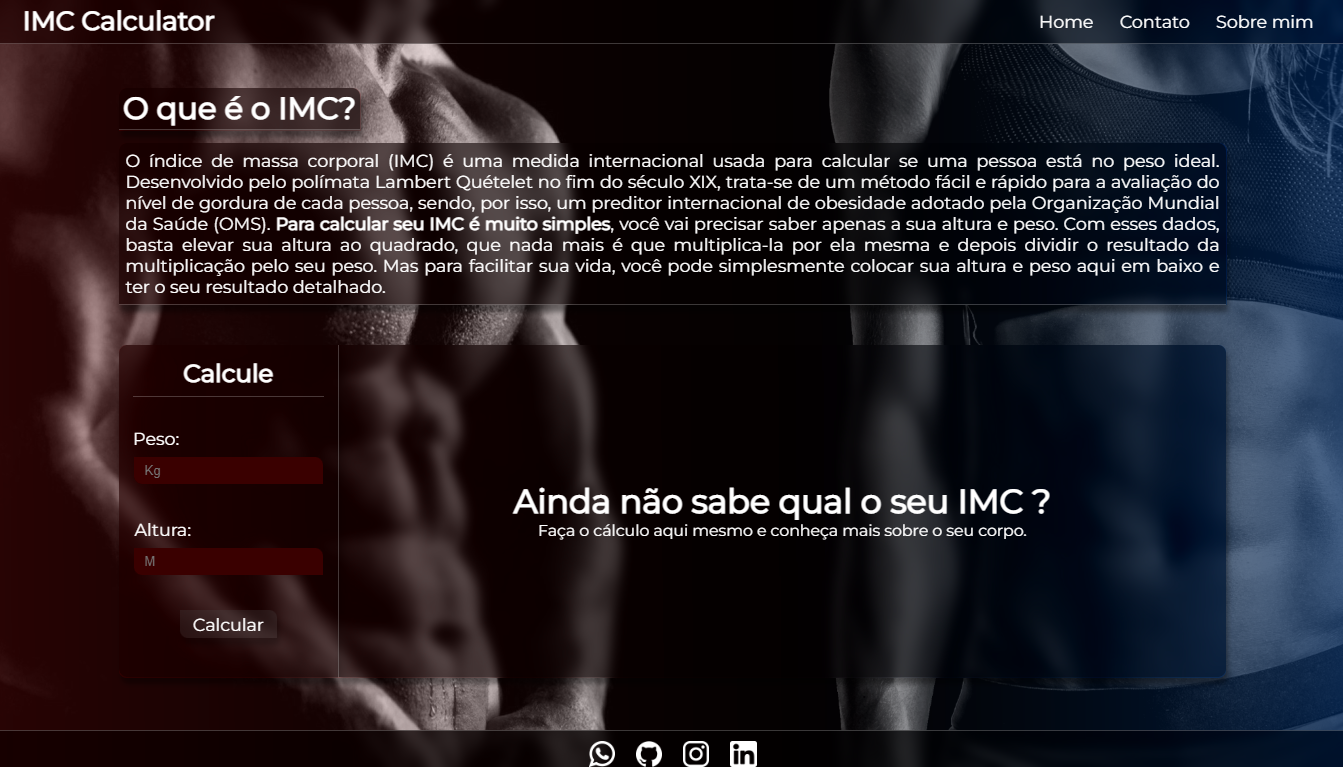 IMC Calculator
Home
Contato
Sobre mim
O que é o IMC?
O índice de massa corporal (IMC) é uma medida internacional usada para calcular se uma pessoa está no peso ideal.
Desenvolvido pelo polímata Lambert Quételet no fim do século XIX, trata-se de um método fácil e rápido para a avaliação do
nível de gordura de cada pessoa, sendo, por isso, um preditor internacional de obesidade adotado pela Organização Mundial
da Saúde (OMS). Para calcular seu IMC é muito simples, você vai precisar saber apenas a sua altura e peso. Com esses dados,
basta elevar sua altura ao quadrado, que nada mais é que multiplica-la por ela mesma e depois dividir o resultado da
multiplicação pelo seu peso. Mas para facilitar sua vida, você pode simplesmente colocar sua altura e peso aqui em baixo e
ter o seu resultado detalhado.
Calcule
Peso:
Kg
Altura:
M
Calcular
Ainda não sabe qual o seu IMC ?
Faça o cálculo aqui mesmo e conheça mais sobre o seu corpo.
in